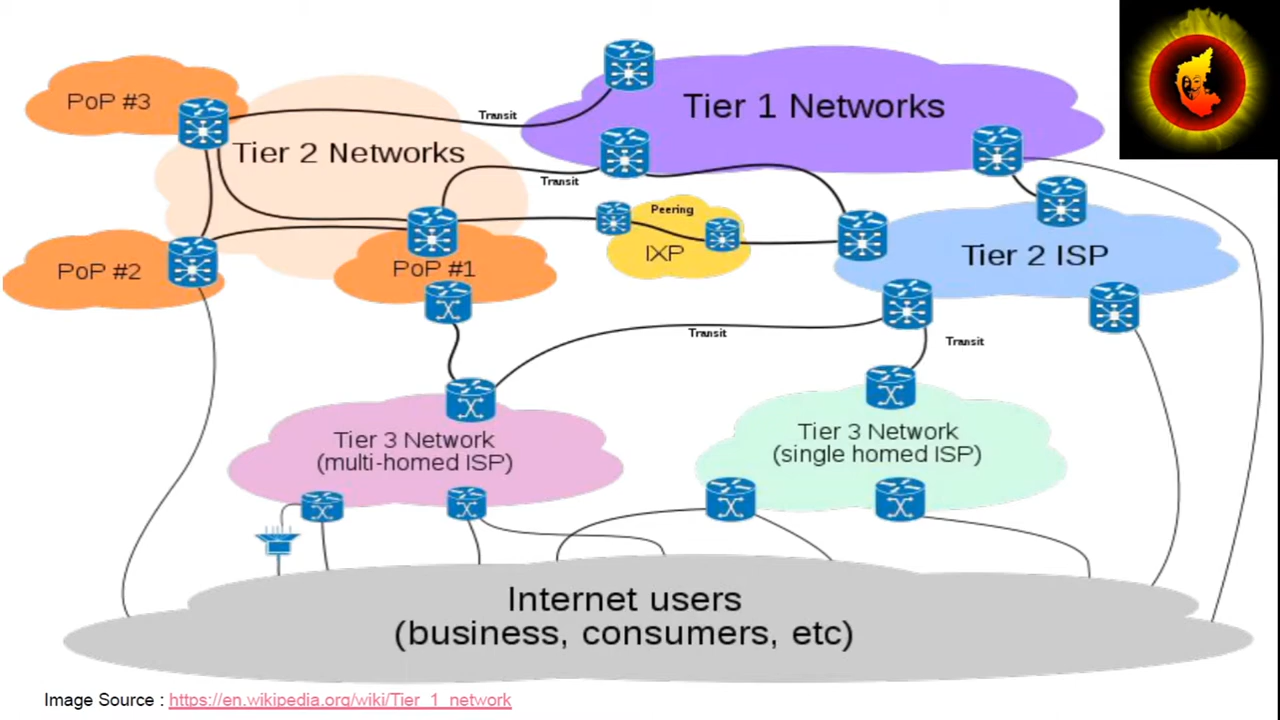 PoP #3
Transit
Tier 1 Networks
Tier 2 Networks
Transit
Peering
IXP
Tier 2 ISP
PoP #2
PoP #1
Transit
Transit
Tier 3 Network
(multi-homed ISP)
Tier 3 Network
(single homed ISP)
Internet users
(business, consumers, etc)
Image Source : https://en.wikipedia.org/wiki/Tier_1_network